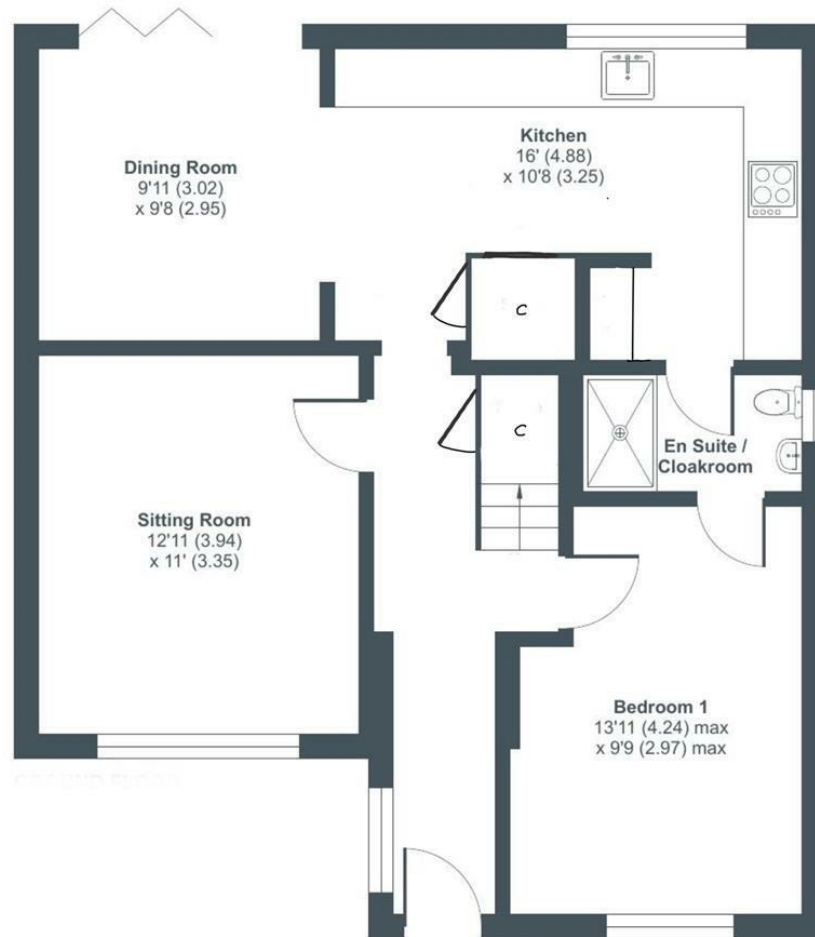 Dining Room
9'11 (3.02)
x 9'8 (2.95)
Kitchen
16' (4.88)
x 10'8 (3.25)
C
C
En Suite /
Cloakroom
Sitting Room
12'11 (3.94)
x 11' (3.35)
Bedroom 1
13'11 (4.24) max
x 9'9 (2.97) max